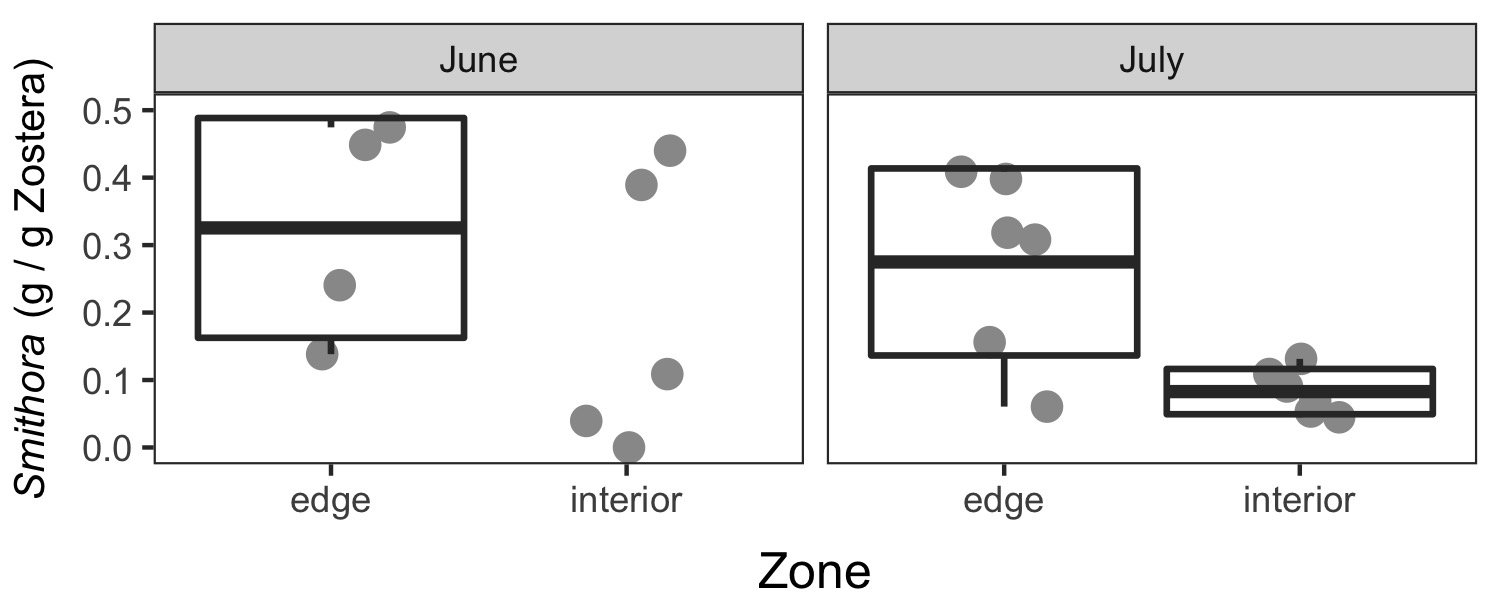 June
July
Smithora (g / g Zostera)
0.5
0.4
0.3
0.2
0.1
0.0
edge
interior
edge
interior
Zone